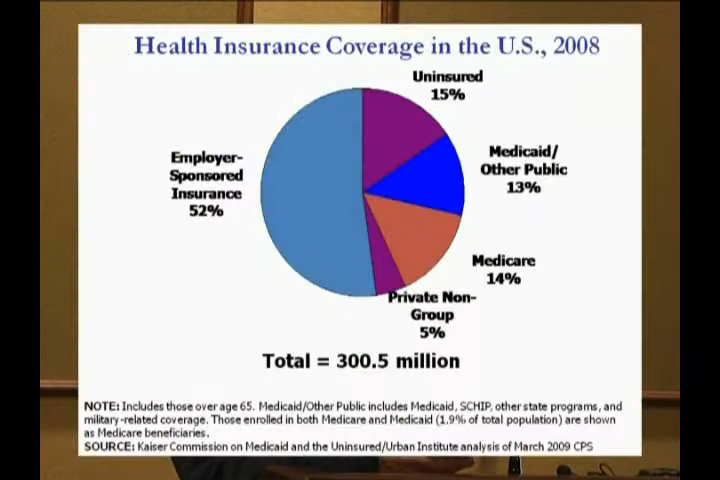 Health Insurance Coverage in the U.S., 2008
Uninsured
15%
Medicaid/
Other Public
13%
Employer-
Sponsored
Insurance
52%
Medicare
14%
Private Non-
Group
5%
Total = 300.5 million
NOTE: Includes those over age 65. Medicaid/Other Public includes Medicaid, SCHIP, other state programs, and
military-related coverage. Those enrolled in both Medicare and Medicaid (1.9% of total population) are shown
as Medicare beneficiaries.
SOURCE: Kaiser Commission on Medicaid and the Uninsured/Urban Institute analysis of March 2009 CPS